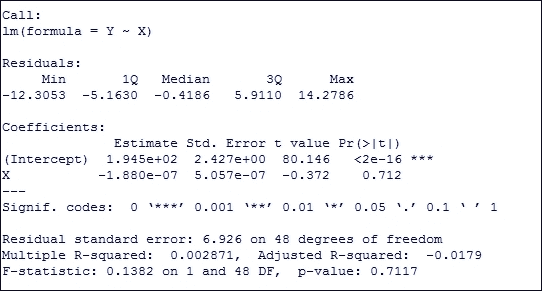 Call:
lm(formula = Y ~ X)
Residuals:
Min 1Q Median 3Q Max
-12.3053 -5.1630 -0.4186 5.9110 14.2786
Coefficients:
Estimate Std. Error t value Pr(>|t|)
(Intercept) 1.945e+02 2.427e+00 80.146 <2e-16 ***
X -1.880e-07 5.057e-07 -0.372 0.712
---
Signif. codes: 0 ‘***’ 0.001 ‘**’ 0.01 ‘*’ 0.05 ‘.’ 0.1 ‘ ’ 1
Residual standard error: 6.926 on 48 degrees of freedom
Multiple R-squared: 0.002871, Adjusted R-squared: -0.0179
F-statistic: 0.1382 on 1 and 48 DF, p-value: 0.7117